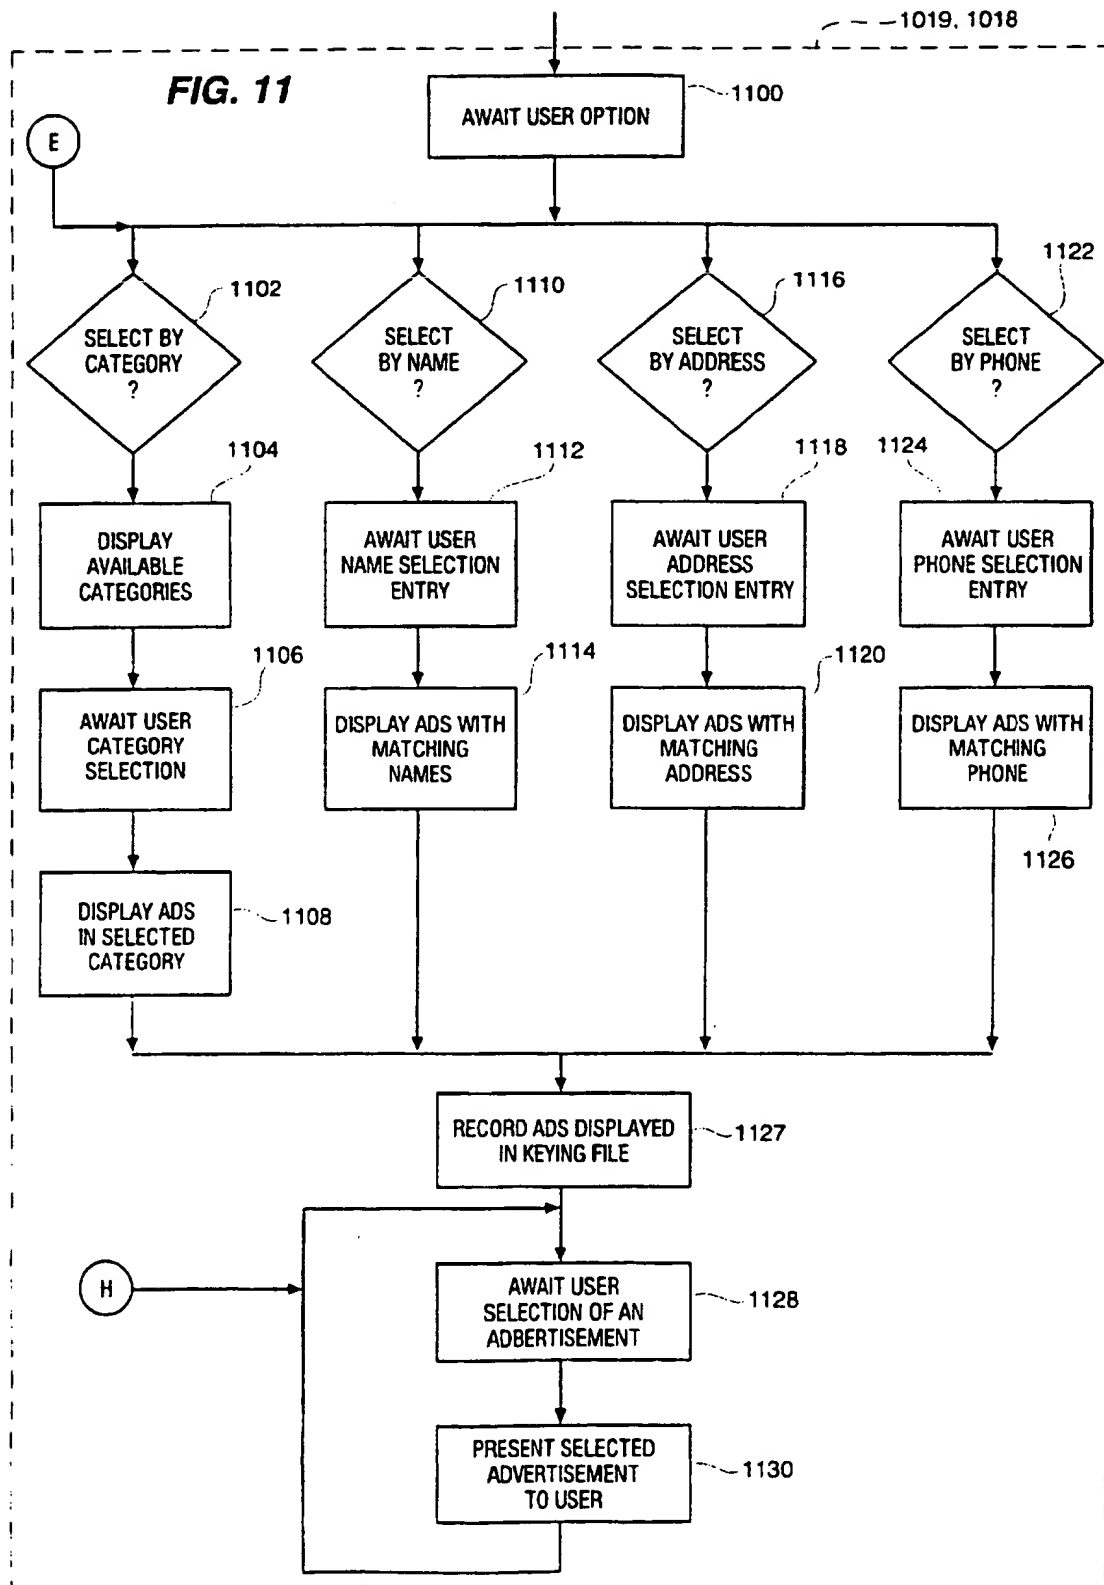 1019, 1018
FIG. 11
1100
AWAIT USER OPTION
E
1102
SELECT BY
CATEGORY
?
1110
SELECT
BY NAME
?
1116
SELECT
BY ADDRESS
?
1122
SELECT
BY PHONE
?
1104
DISPLAY
AVAILABLE
CATEGORIES
1112
AWAIT USER
NAME SELECTION
ENTRY
1118
AWAIT USER
ADDRESS
SELECTION ENTRY
1124
AWAIT USER
PHONE SELECTION
ENTRY
1106
AWAIT USER
CATEGORY
SELECTION
1114
DISPLAY ADS WITH
MATCHING
NAMES
1120
DISPLAY ADS WITH
MATCHING
ADDRESS
DISPLAY ADS WITH
MATCHING
PHONE
1126
DISPLAY ADS
IN SELECTED
CATEGORY
1108
RECORD ADS DISPLAYED
IN KEYING FILE
1127
H
AWAIT USER
SELECTION OF AN
ADBERTISEMENT
1128
PRESENT SELECTED
ADVERTISEMENT
TO USER
1130